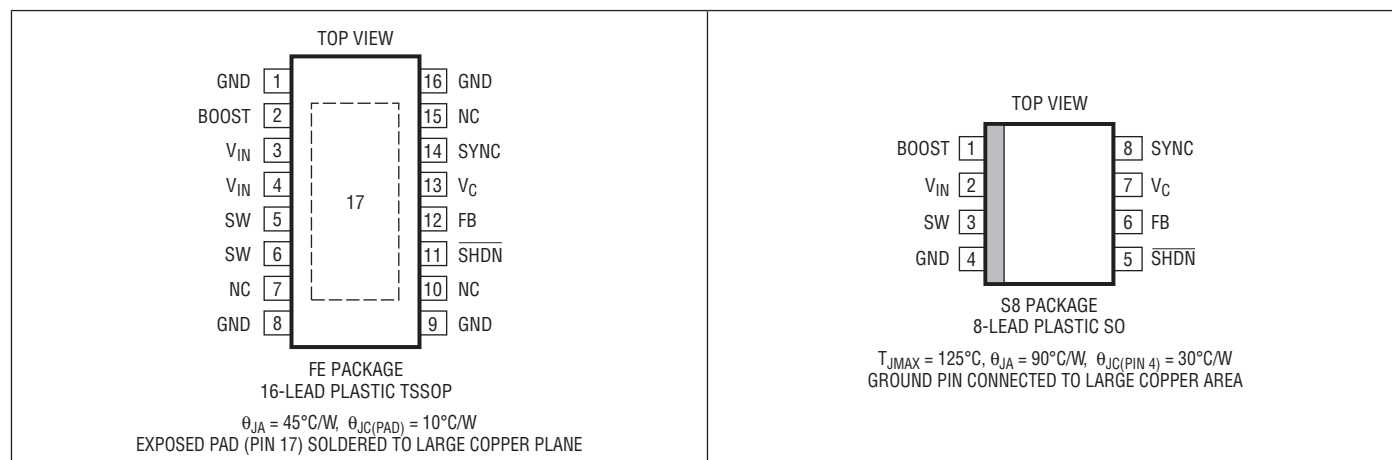 TOP VIEW
GND 1 16 GND
BOOST 2 15 NC
VIN 3 14 SYNC
VIN 4 13 VC
17
SW 5 12 FB
SW 6 11 SHDN
NC 7 10 NC
GND 8 9 GND
FE PACKAGE
16-LEAD PLASTIC TSSOP
θJA = 45°C/W, θJC(PAD) = 10°C/W
EXPOSED PAD (PIN 17) SOLDERED TO LARGE COPPER PLANE
TOP VIEW
BOOST 1 8 SYNC
VIN 2 7 VC
SW 3 6 FB
GND 4 5 SHDN
S8 PACKAGE
8-LEAD PLASTIC SO
TJMAX = 125°C, θJA = 90°C/W, θJC(PIN 4) = 30°C/W
GROUND PIN CONNECTED TO LARGE COPPER AREA